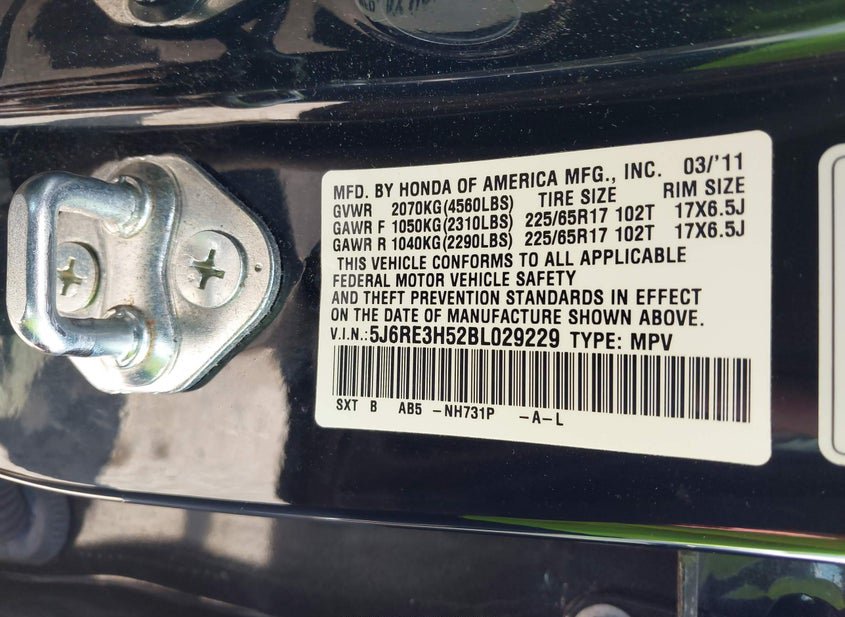 MFD. BY HONDA OF AMERICA MFG., INC. 03/'11
GVWR 2070KG(4560LBS) TIRE SIZE RIM SIZE
GAWR F 1050KG(2310LBS) 225/65R17 102T 17X6.5J
GAWR R 1040KG(2290LBS) 225/65R17 102T 17X6.5J
THIS VEHICLE CONFORMS TO ALL APPLICABLE
FEDERAL MOTOR VEHICLE SAFETY
AND THEFT PREVENTION STANDARDS IN EFFECT
ON THE DATE OF MANUFACTURE SHOWN ABOVE.
V.I.N.:5J6RE3H52BL029229 TYPE: MPV
SXT B AB5 -NH731P -A-L